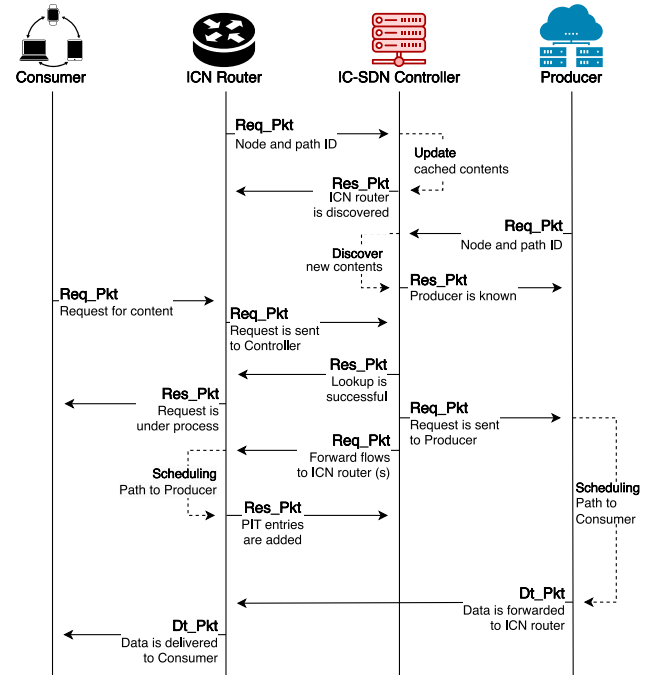 Consumer
ICN Router
IC-SDN Controller
Producer
Req_Pkt
Node and path ID
Update
cached contents
Res_Pkt
ICN router
is discovered
Req_Pkt
Node and path ID
Discover
new contents
Res_Pkt
Producer is known
Req_Pkt
Request for content
Req_Pkt
Request is sent
to Controller
Res_Pkt
Lookup is
successful
Res_Pkt
Request is
under process
Req_Pkt
Request is sent
to Producer
Req_Pkt
Forward flows
to ICN router (s)
Scheduling
Path to Producer
Scheduling
Path to
Consumer
Res_Pkt
PIT entries
are added
Dt_Pkt
Data is forwarded
to ICN router
Dt_Pkt
Data is delivered
to Consumer